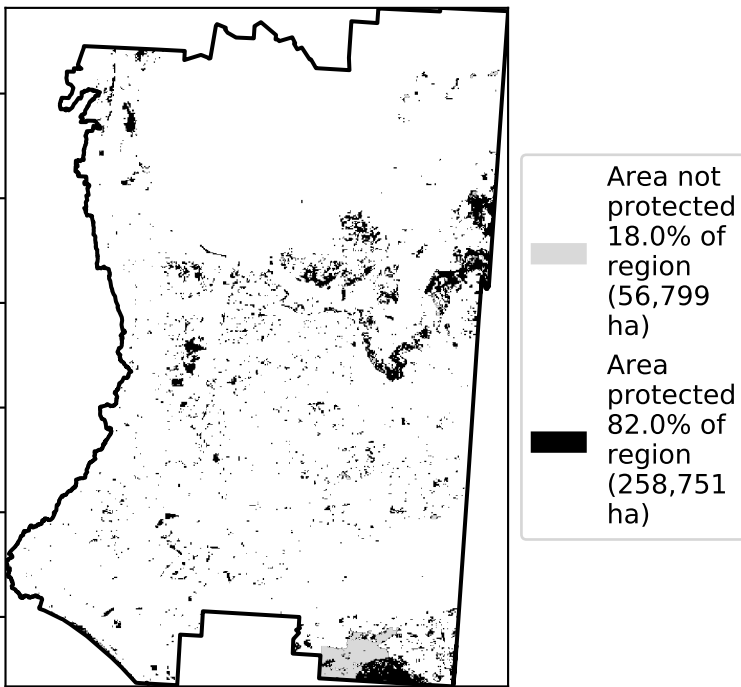 Area not
protected
18.0% of
region
(56,799
ha)
Area
protected
82.0% of
region
(258,751
ha)